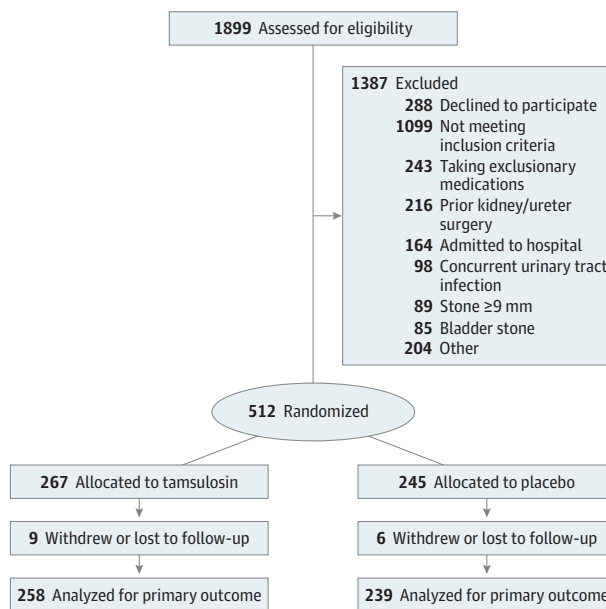 1899 Assessed for eligibility
1387 Excluded
288 Declined to participate
1099 Not meeting
inclusion criteria
243 Taking exclusionary
medications
216 Prior kidney/ureter
surgery
164 Admitted to hospital
98 Concurrent urinary tract
infection
89 Stone ≥9 mm
85 Bladder stone
204 Other
512 Randomized
267 Allocated to tamsulosin
245 Allocated to placebo
9 Withdrew or lost to follow-up
6 Withdrew or lost to follow-up
258 Analyzed for primary outcome
239 Analyzed for primary outcome